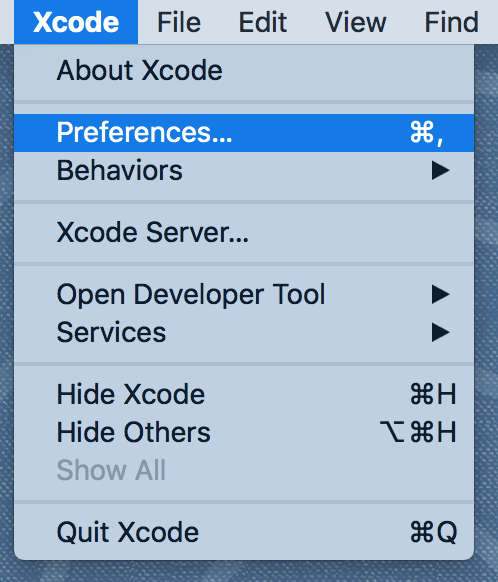 Xcode File Edit View Find
About Xcode
Preferences... ⌘,
Behaviors ▶
Xcode Server...
Open Developer Tool ▶
Services ▶
Hide Xcode ⌘H
Hide Others ⌥⌘H
Show All
Quit Xcode ⌘Q